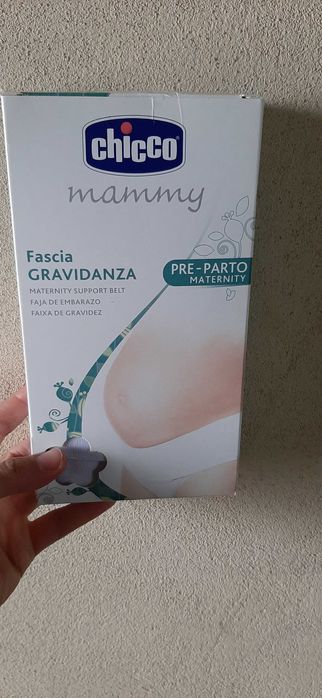 chicco
mammy
Fascia
GRAVIDANZA
MATERNITY SUPPORT BELT
FAJA DE EMBARAZO
FAIXA DE GRAVIDEZ
PRE-PARTO
MATERNITY